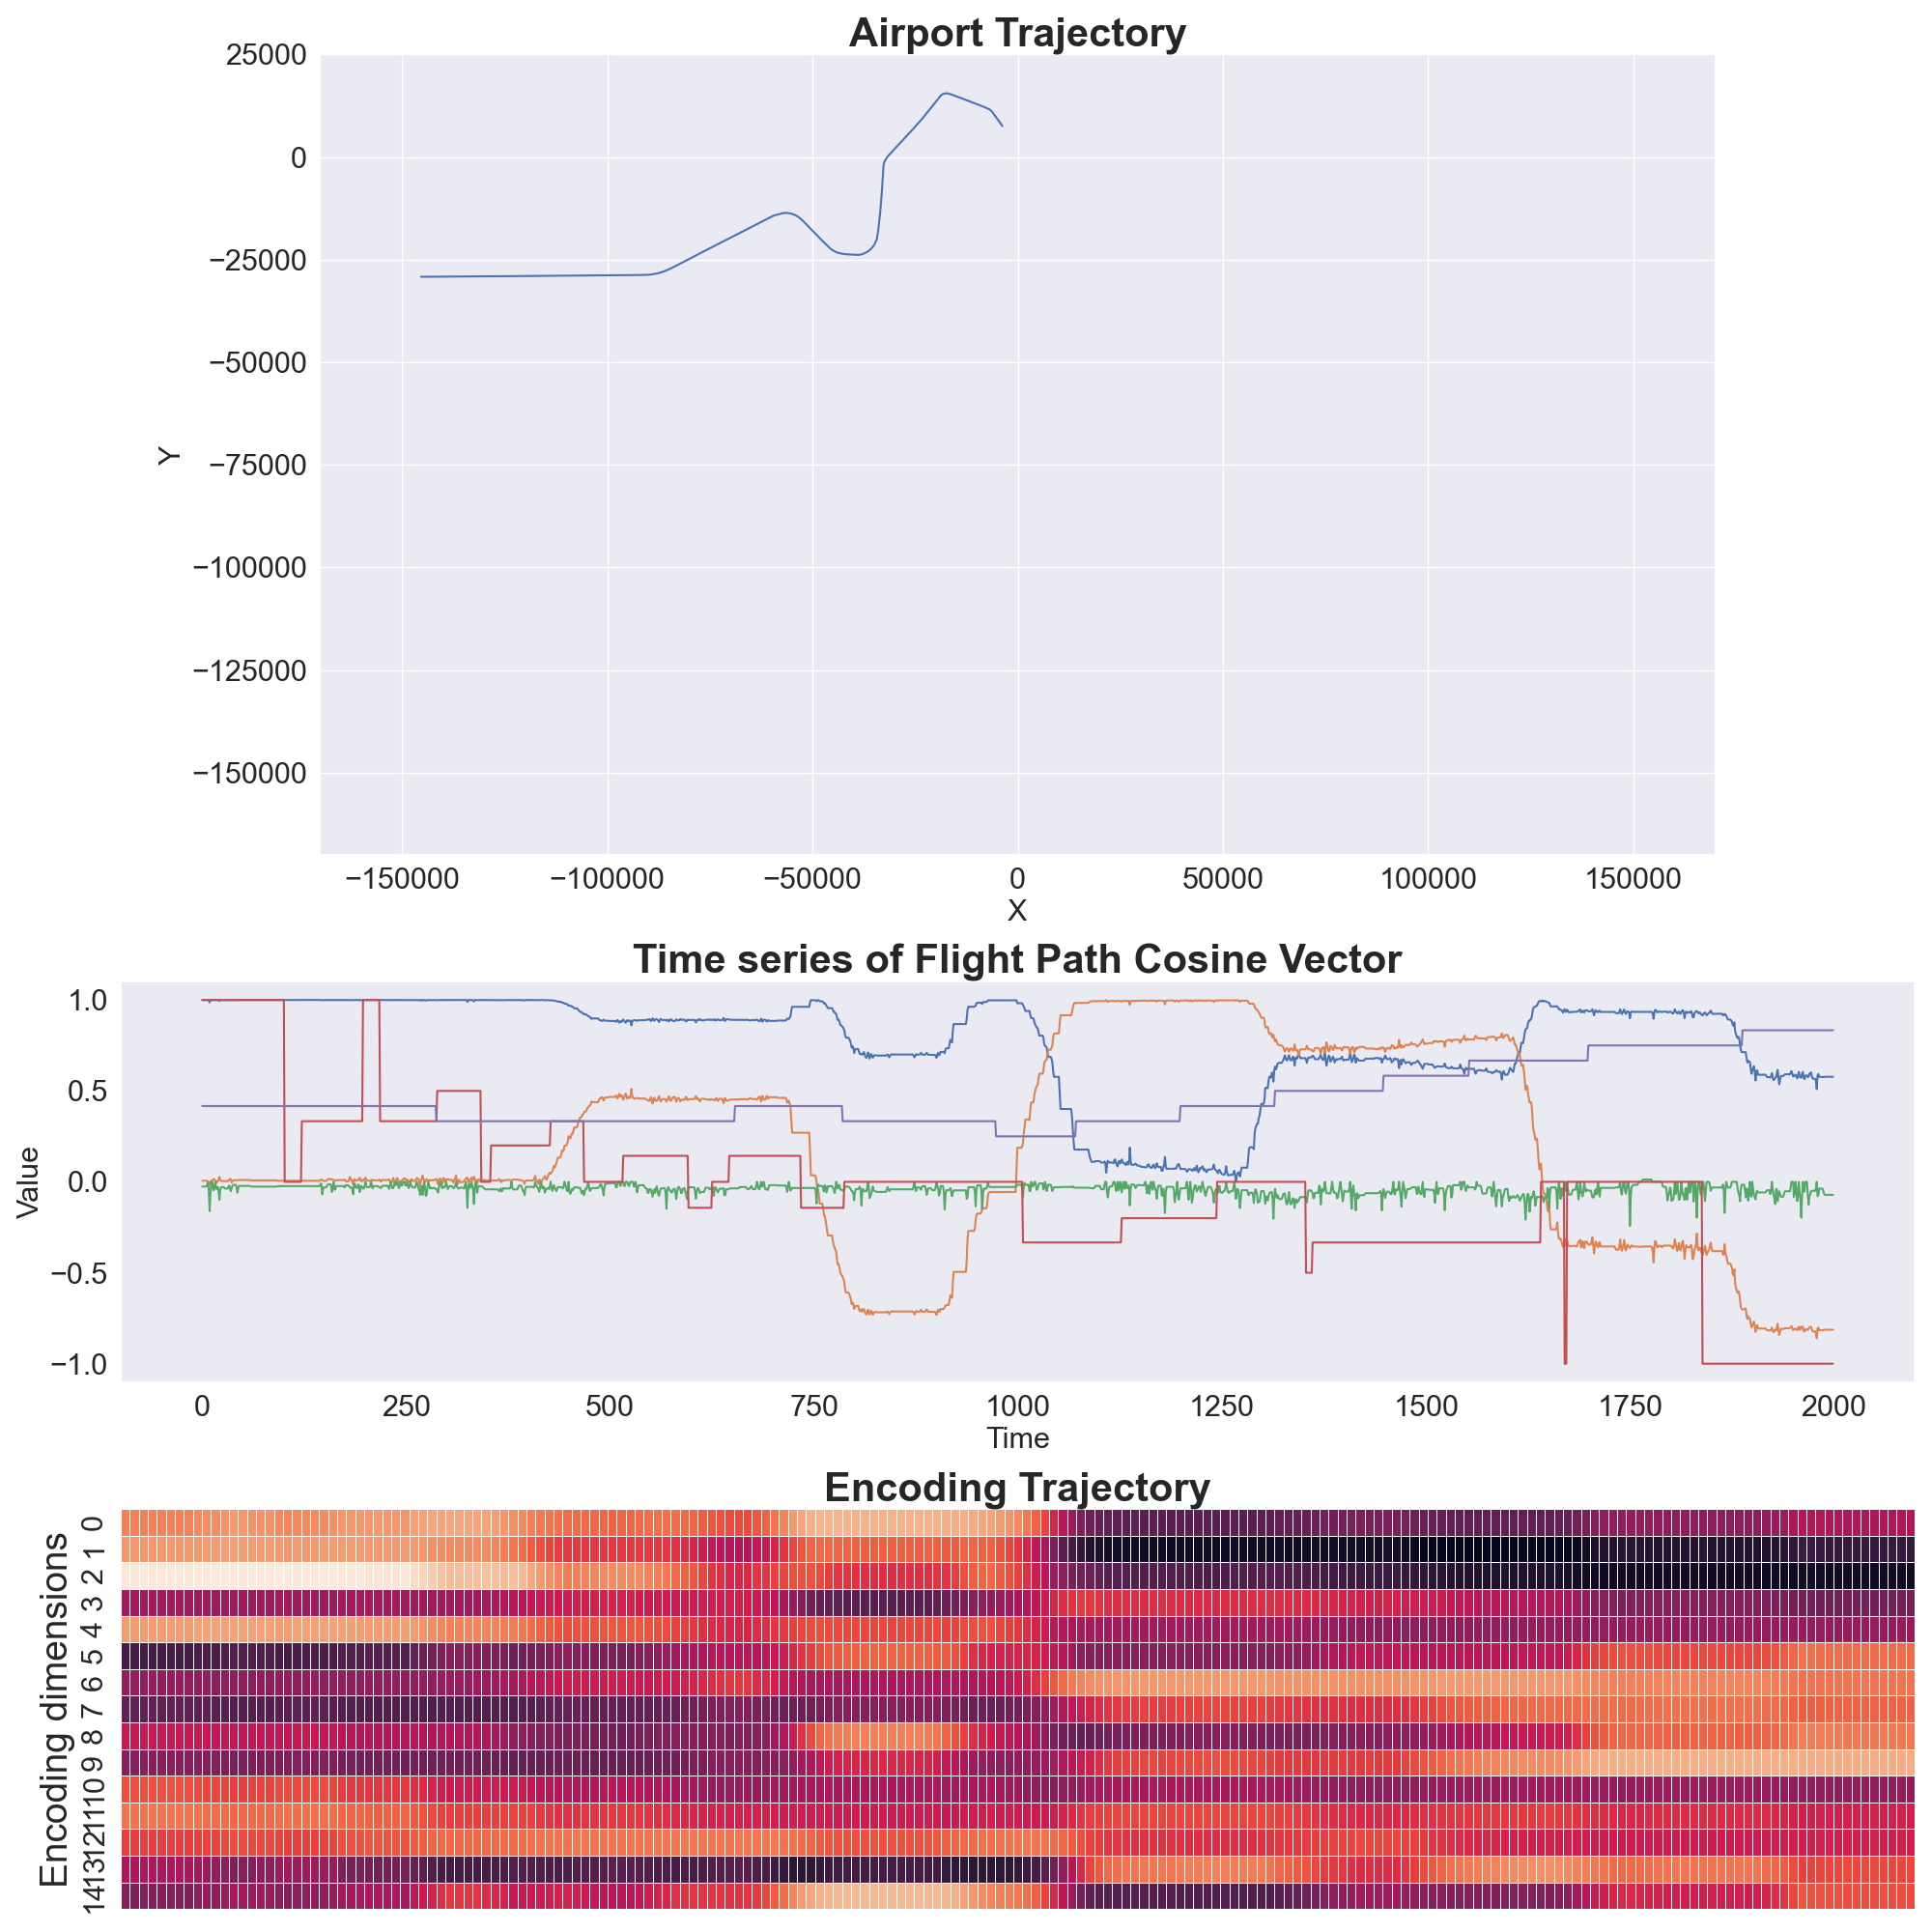 Airport Trajectory
25000
0
−25000
−50000
−75000
−100000
−125000
−150000
Y
−150000 −100000 −50000 0 50000 100000 150000
X
Time series of Flight Path Cosine Vector
1.0
0.5
0.0
−0.5
−1.0
Value
0 250 500 750 1000 1250 1500 1750 2000
Time
Encoding Trajectory
Encoding dimensions
0
1
2
3
4
5
6
7
8
9
10
11
12
13
14